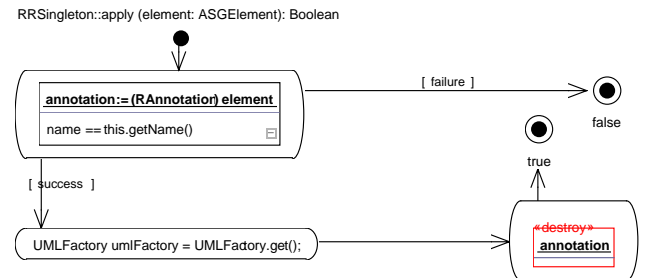 RRSingleton::apply (element: ASGElement): Boolean
[ failure ]
annotation:= (RAnnotation) element
name == this.getName()
false
true
[ success ]
«destroy»
annotation
UMLFactory umlFactory = UMLFactory.get();